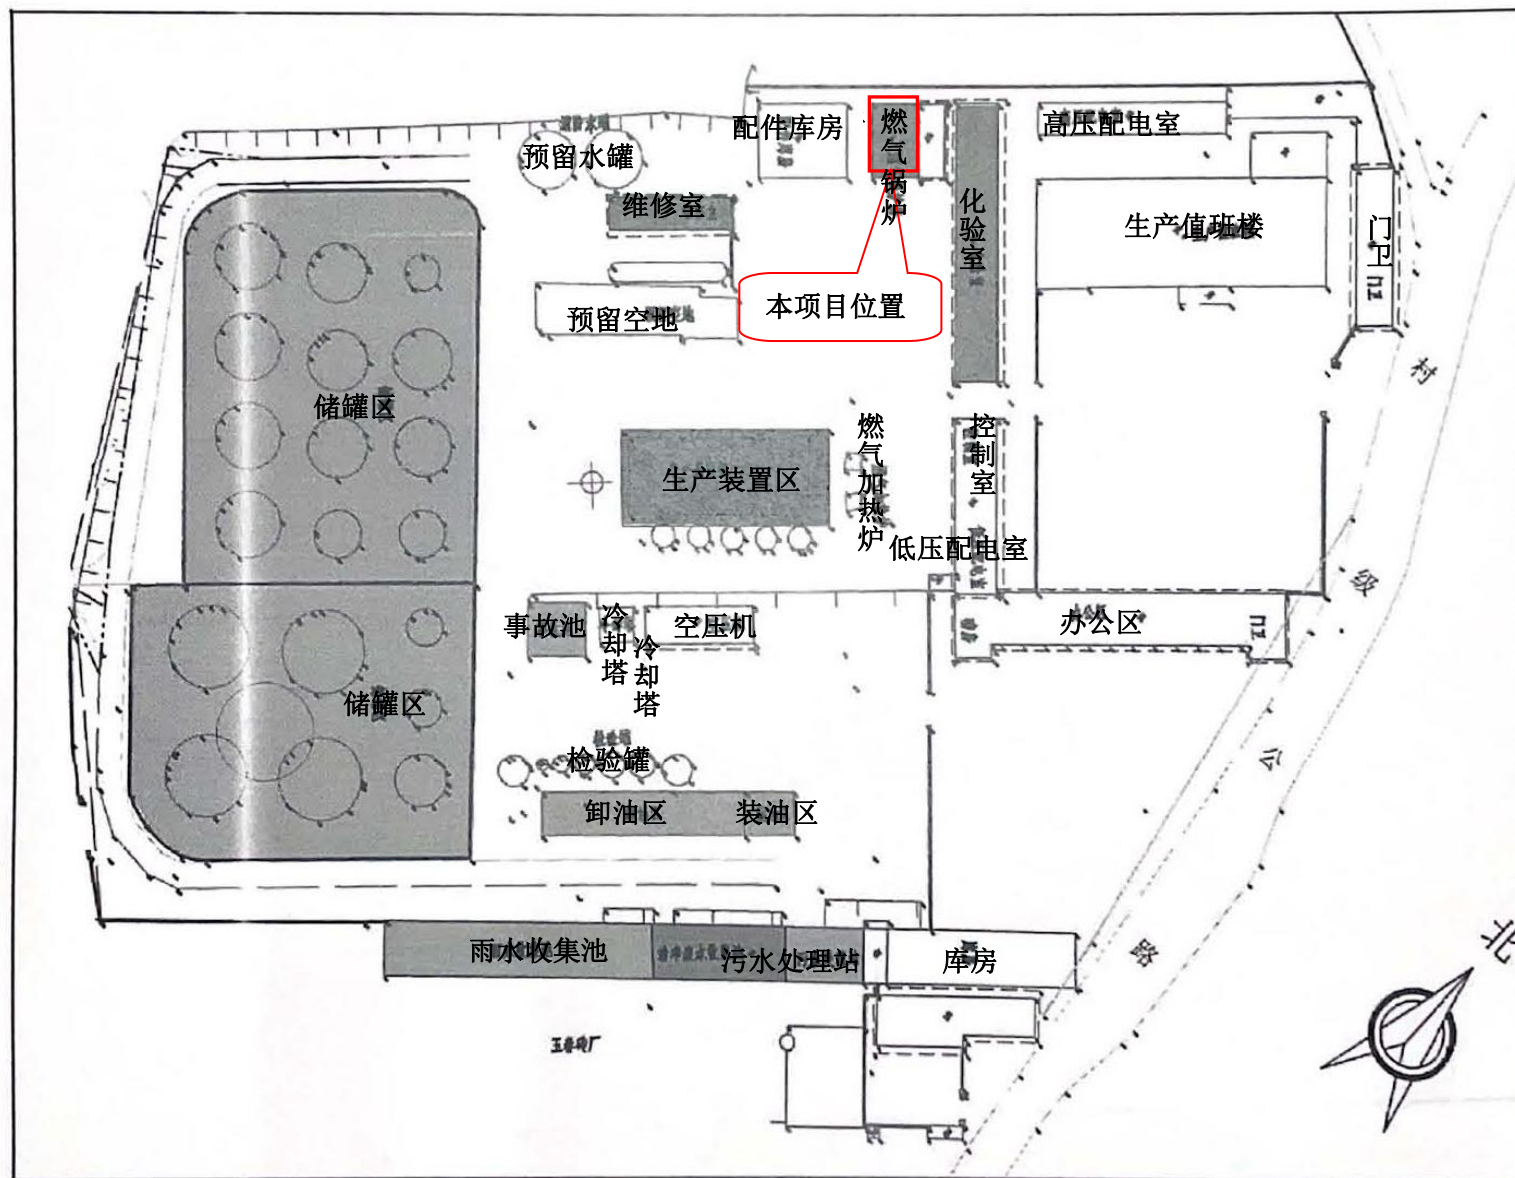 配件库房
燃气锅炉
高压配电室
预留水罐
维修室
化验室
生产值班楼
门卫
门卫
本项目位置
预留空地
村
级
公
路
储罐区
生产装置区
燃气加热炉
控制室
低压配电室
事故池
冷却塔
冷却塔
空压机
办公区
门卫
储罐区
检验罐
卸油区
装油区
雨水收集池
污水处理站
库房
北